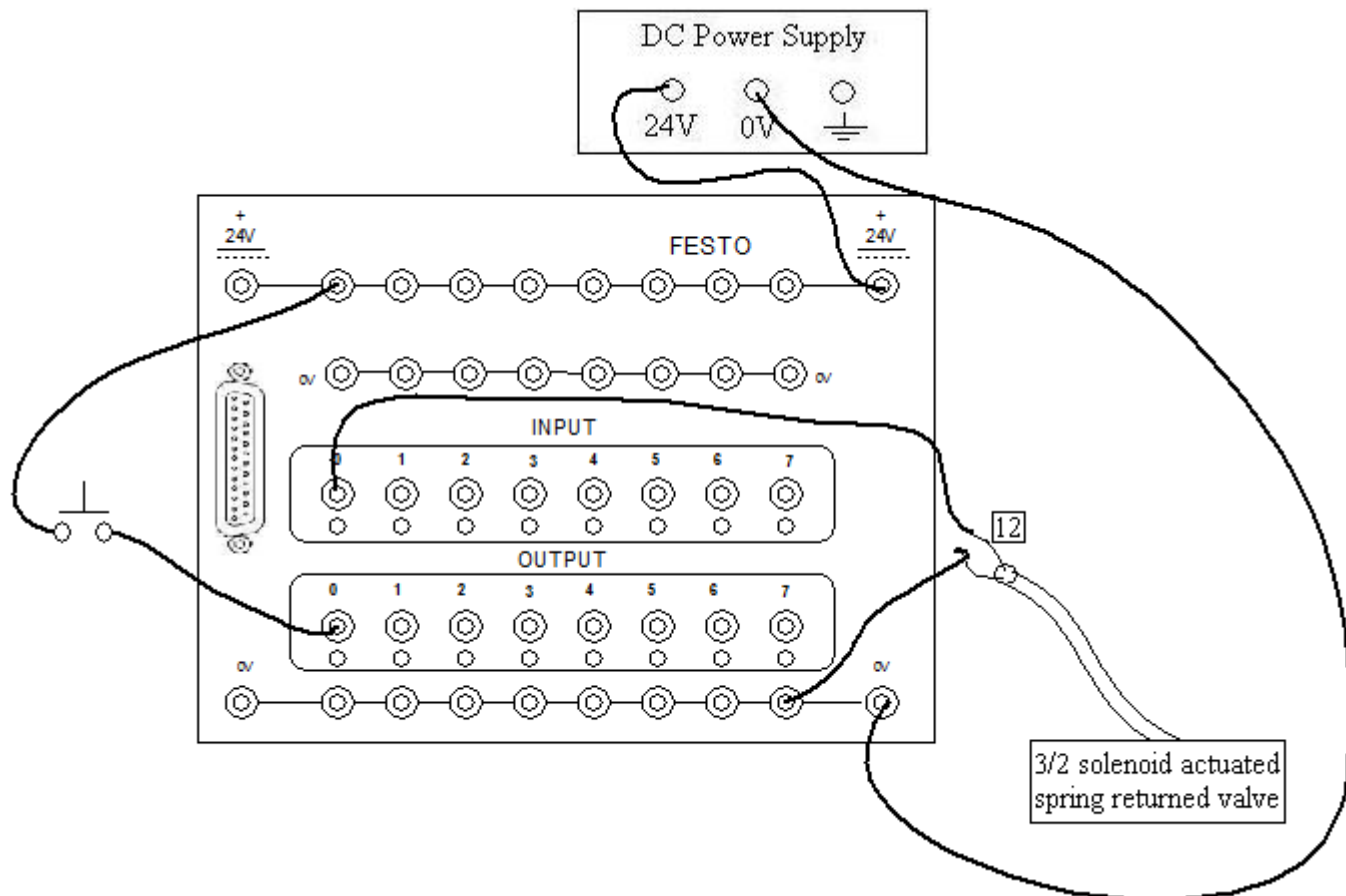 DC Power Supply
24V 0V
+ +
24V FESTO 24V
0V 0V
INPUT
0 1 2 3 4 5 6 7
12
OUTPUT
0 1 2 3 4 5 6 7
0V 0V
3/2 solenoid actuated
spring returned valve